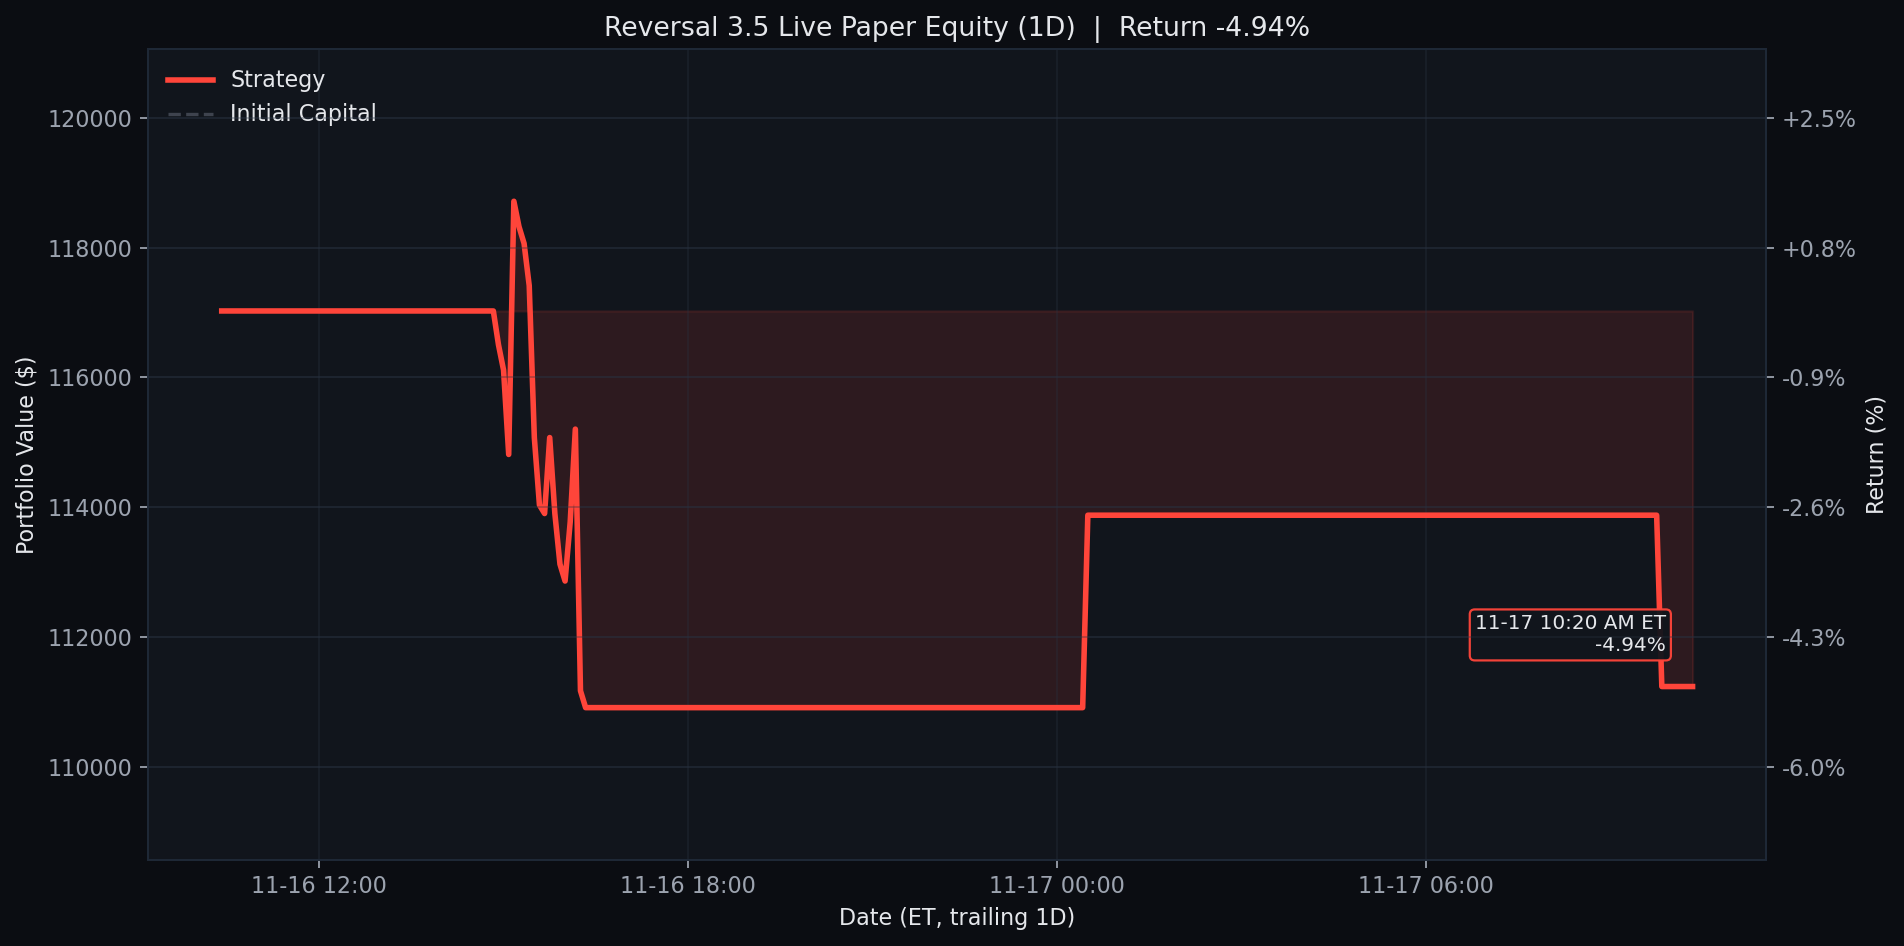 Reversal 3.5 Live Paper Equity (1D)  |  Return -4.94%
Strategy
Initial Capital
120000
118000
116000
114000
112000
110000
Portfolio Value ($)
+2.5%
+0.8%
-0.9%
-2.6%
-4.3%
-6.0%
Return (%)
11-17 10:20 AM ET
-4.94%
11-16 12:00
11-16 18:00
11-17 00:00
11-17 06:00
Date (ET, trailing 1D)